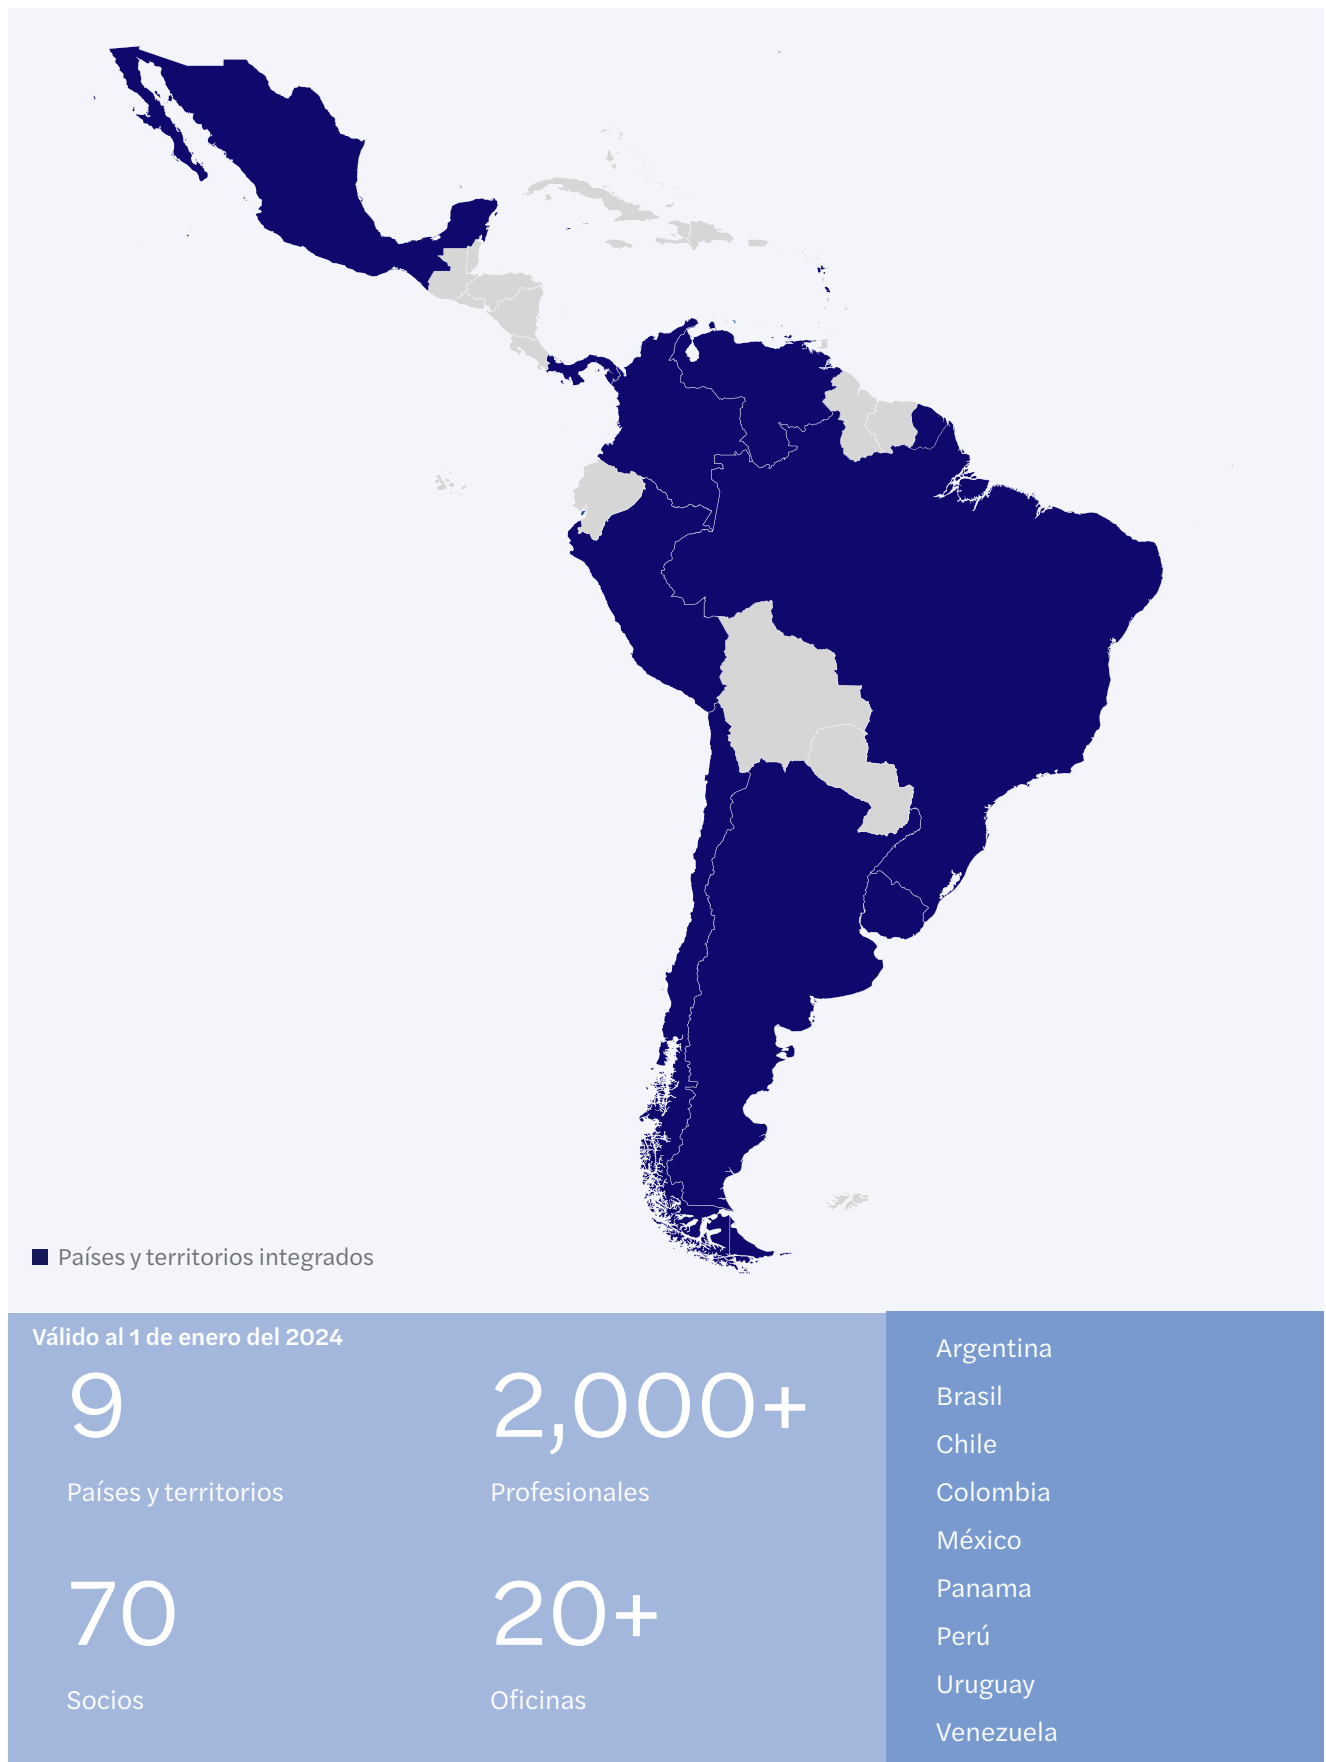 Países y territorios integrados
Válido al 1 de enero del 2024
9
Países y territorios
2,000+
Profesionales
70
Socios
20+
Oficinas
Argentina
Brasil
Chile
Colombia
México
Panama
Perú
Uruguay
Venezuela